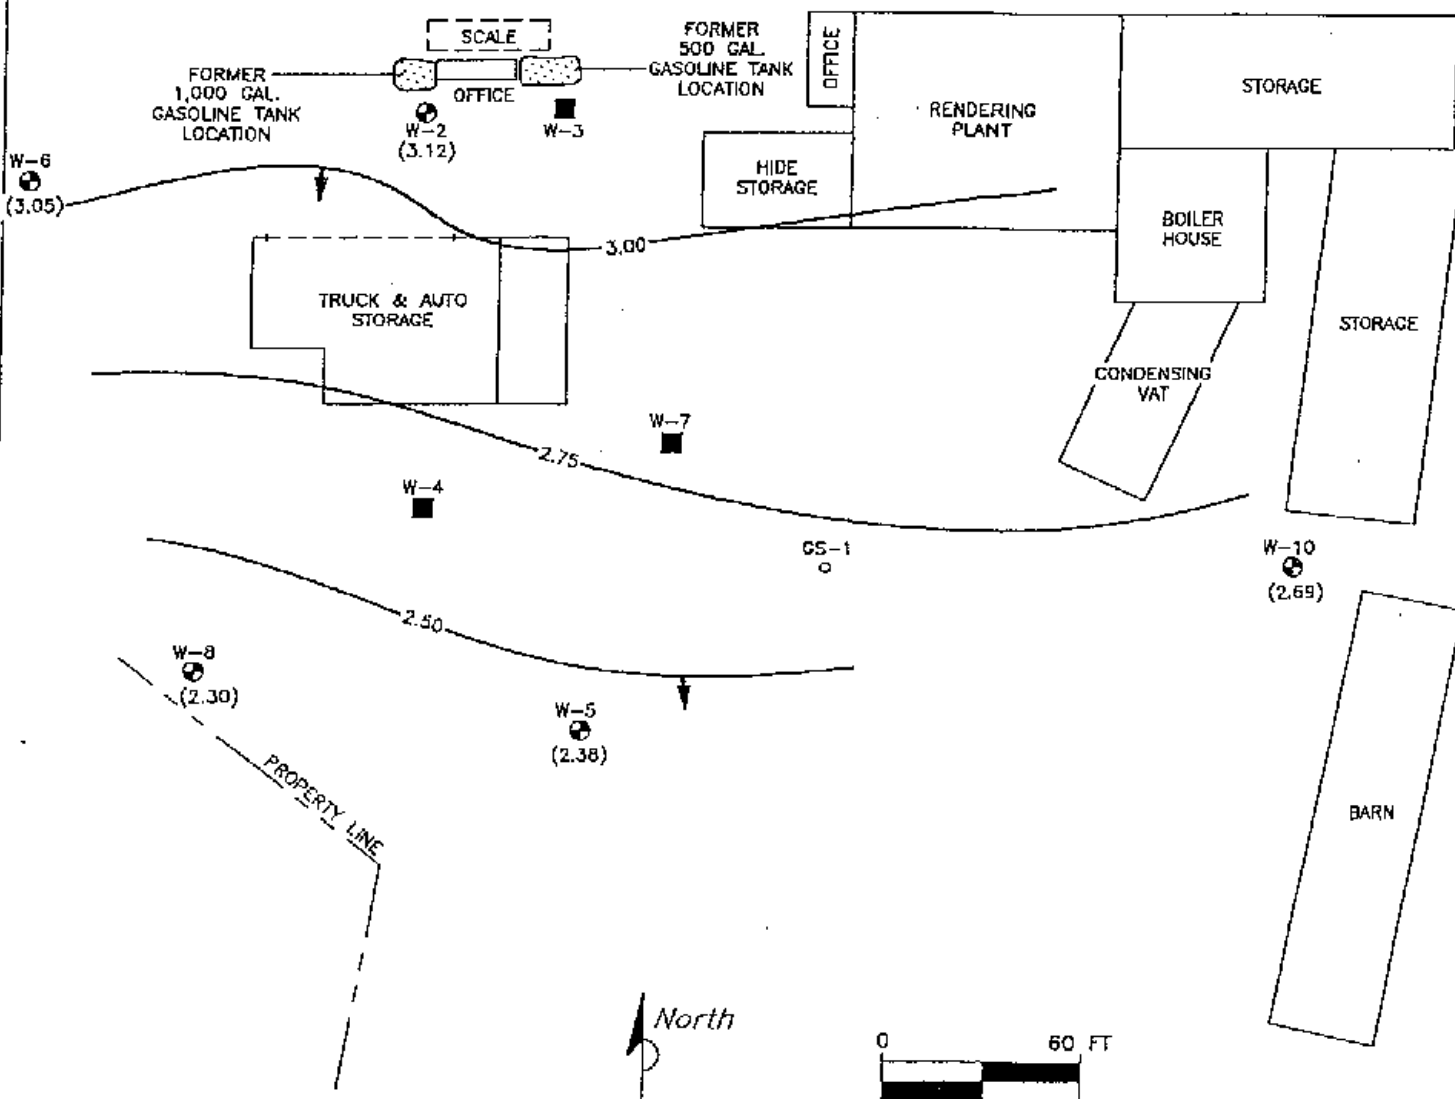 SCALE
FORMER
1,000 GAL.
GASOLINE TANK
LOCATION
OFFICE
FORMER
500 GAL.
GASOLINE TANK
LOCATION
OFFICE
RENDERING
PLANT
STORAGE
W-2
(3.12)
W-3
W-6
(3.05)
HIDE
STORAGE
BOILER
HOUSE
3.00
TRUCK & AUTO
STORAGE
STORAGE
CONDENSING
VAT
W-7
2.75
W-4
GS-1
W-10
(2.69)
2.50
W-8
(2.30)
W-5
(2.38)
PROPERTY LINE
BARN
North
0 60 FT